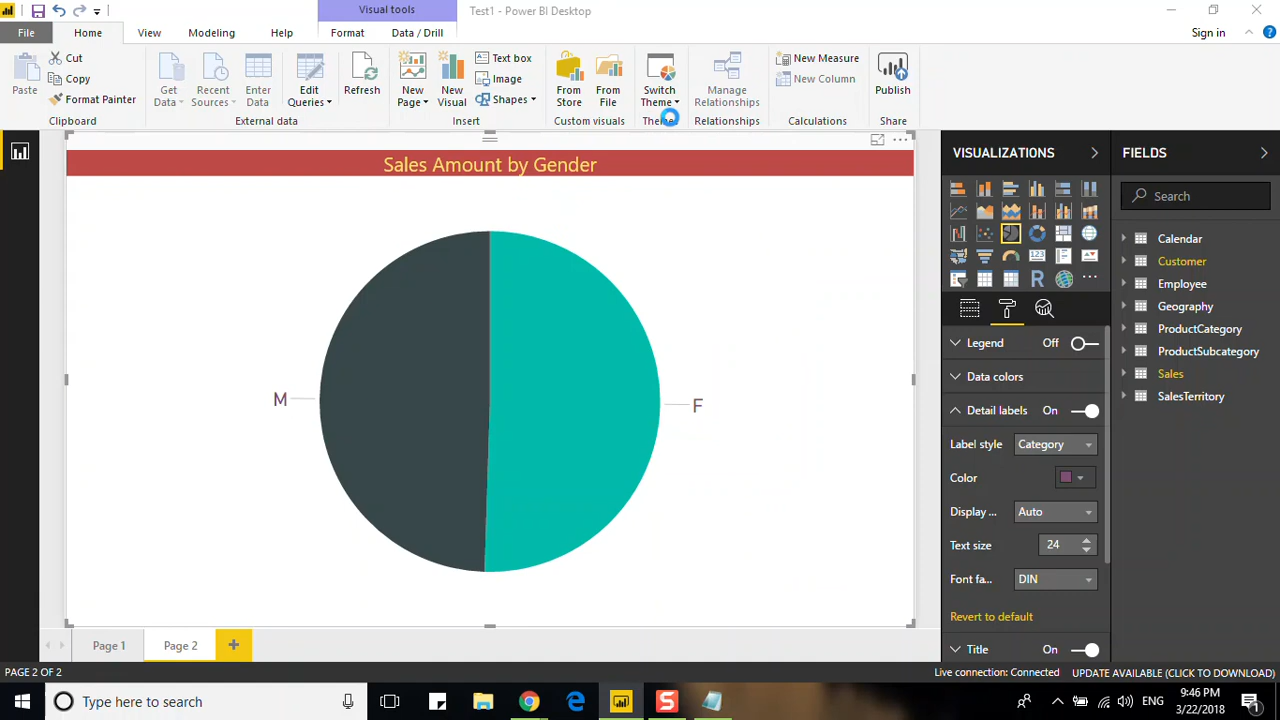 Visual tools
Test1 - Power BI Desktop
File
Home
View
Modeling
Help
Format
Data / Drill
Sign in
Paste
Cut
Copy
Format Painter
Clipboard
Get Data
Recent Sources
Enter Data
Edit Queries
Refresh
External data
New Page
New Visual
Text box
Image
Shapes
Insert
From Store
From File
Custom visuals
Switch Theme
Manage Relationships
Relationships
New Measure
New Column
Calculations
Publish
Share
Sales Amount by Gender
M
F
VISUALIZATIONS
R
123
Legend Off
Data colors
Detail labels On
Label style Category
Color
Display ... Auto
Text size 24
Font fa... DIN
Revert to default
Title On
FIELDS
Search
Calendar
Customer
Employee
Geography
ProductCategory
ProductSubcategory
Sales
SalesTerritory
Page 1
Page 2
PAGE 2 OF 2
Live connection: Connected
UPDATE AVAILABLE (CLICK TO DOWNLOAD)
Type here to search
ENG
9:46 PM
3/22/2018
1